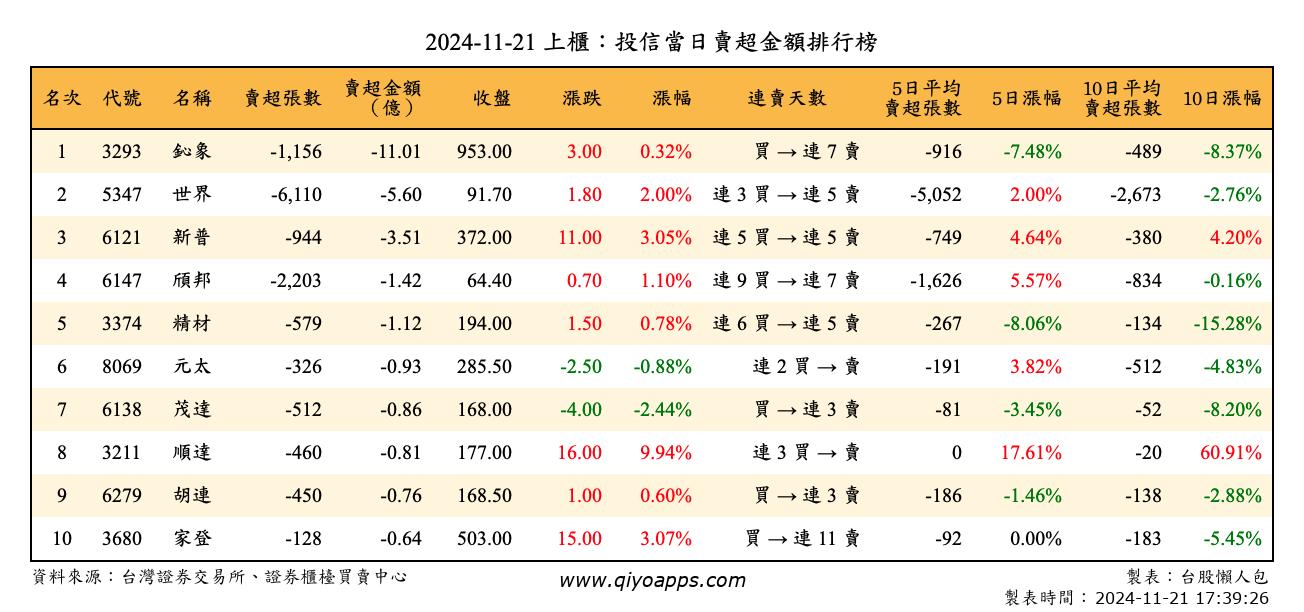 2024-11-21 上櫃：投信當日賣超金額排行榜
名次 代號 名稱 賣超張數 賣超金額（億） 收盤 漲跌 漲幅 連賣天數 5日平均賣超張數 5日漲幅 10日平均賣超張數 10日漲幅
1 3293 鈊象 -1,156 -11.01 953.00 3.00 0.32% 買 → 連 7 賣 -916 -7.48% -489 -8.37%
2 5347 世界 -6,110 -5.60 91.70 1.80 2.00% 連 3 買 → 連 5 賣 -5,052 2.00% -2,673 -2.76%
3 6121 新普 -944 -3.51 372.00 11.00 3.05% 連 5 買 → 連 5 賣 -749 4.64% -380 4.20%
4 6147 頎邦 -2,203 -1.42 64.40 0.70 1.10% 連 9 買 → 連 7 賣 -1,626 5.57% -834 -0.16%
5 3374 精材 -579 -1.12 194.00 1.50 0.78% 連 6 買 → 連 5 賣 -267 -8.06% -134 -15.28%
6 8069 元太 -326 -0.93 285.50 -2.50 -0.88% 連 2 買 → 賣 -191 3.82% -512 -4.83%
7 6138 茂達 -512 -0.86 168.00 -4.00 -2.44% 買 → 連 3 賣 -81 -3.45% -52 -8.20%
8 3211 順達 -460 -0.81 177.00 16.00 9.94% 連 3 買 → 賣 0 17.61% -20 60.91%
9 6279 胡連 -450 -0.76 168.50 1.00 0.60% 買 → 連 3 賣 -186 -1.46% -138 -2.88%
10 3680 家登 -128 -0.64 503.00 15.00 3.07% 買 → 連 11 賣 -92 0.00% -183 -5.45%
資料來源：台灣證券交易所、證券櫃檯買賣中心 www.qiyoapps.com 製表：台股懶人包
製表時間：2024-11-21 17:39:26